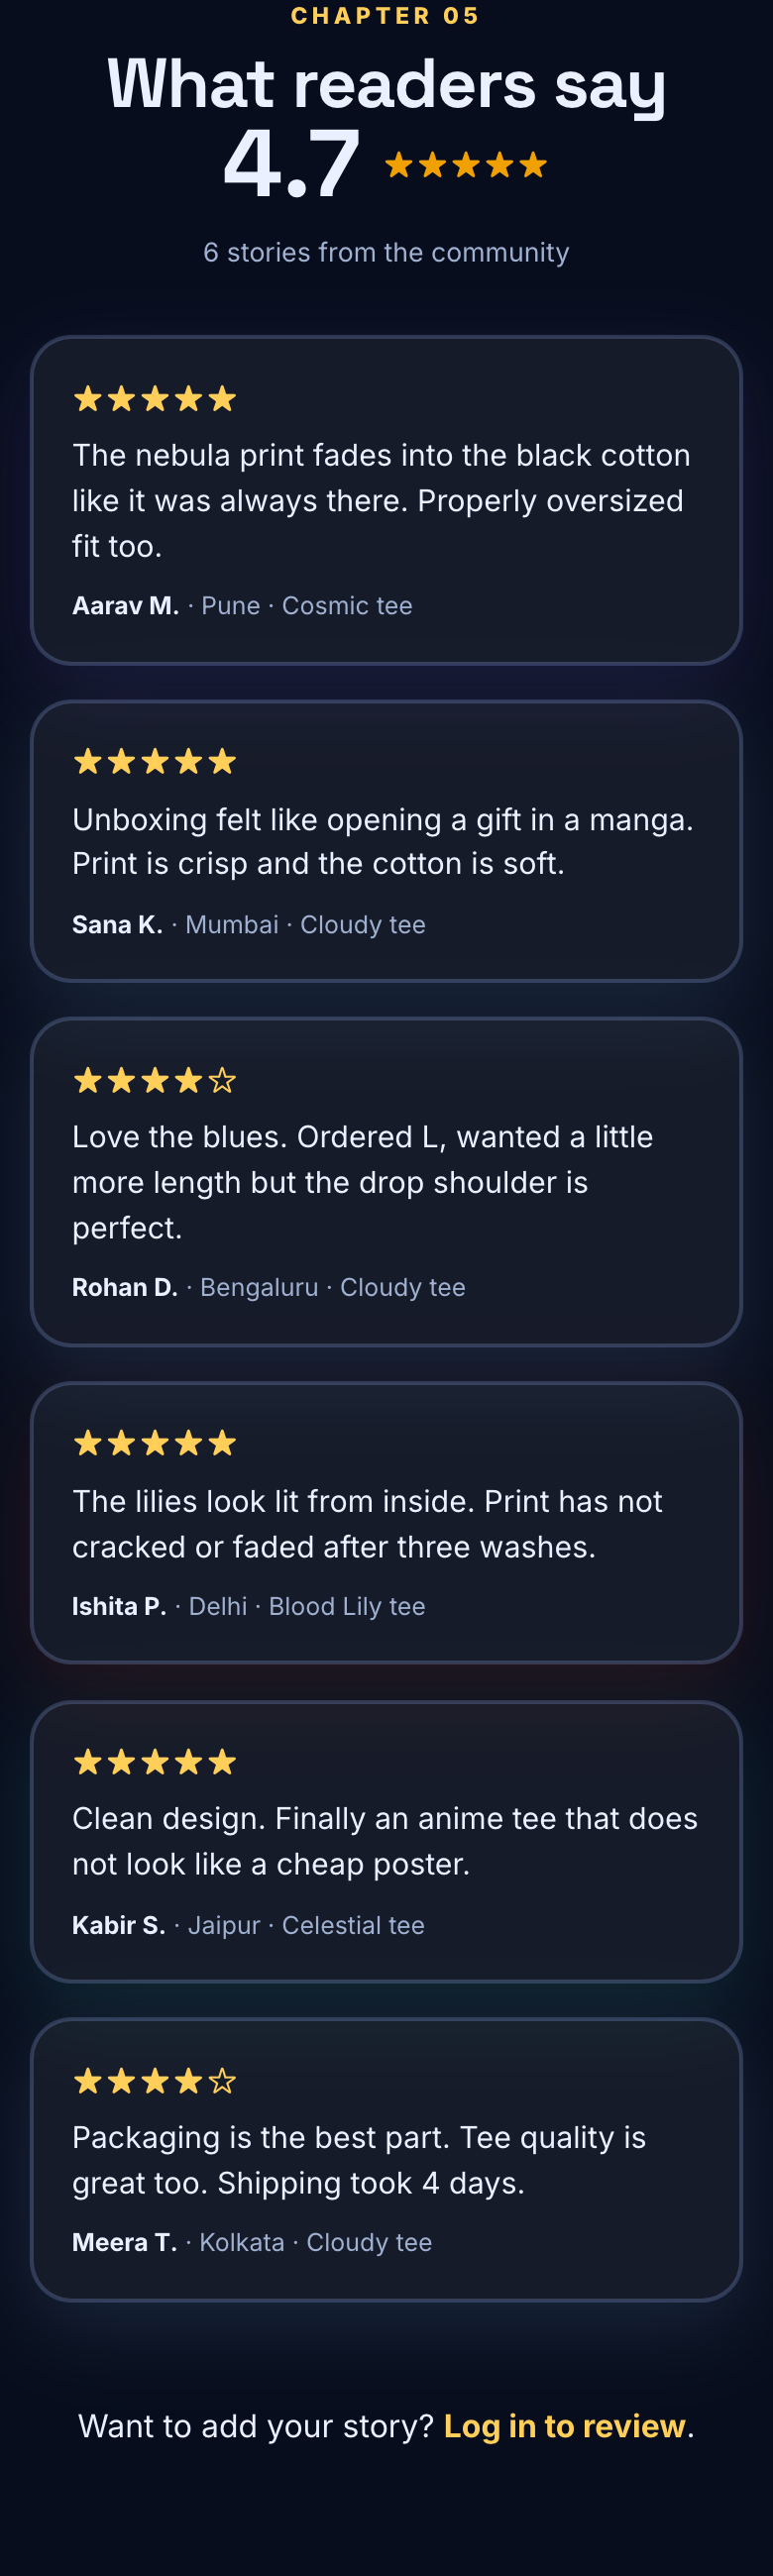 CHAPTER 05
What readers say
4.7 ★★★★★
6 stories from the community
★★★★★
The nebula print fades into the black cotton
like it was always there. Properly oversized
fit too.
Aarav M. · Pune · Cosmic tee
★★★★★
Unboxing felt like opening a gift in a manga.
Print is crisp and the cotton is soft.
Sana K. · Mumbai · Cloudy tee
★★★★☆
Love the blues. Ordered L, wanted a little
more length but the drop shoulder is
perfect.
Rohan D. · Bengaluru · Cloudy tee
★★★★★
The lilies look lit from inside. Print has not
cracked or faded after three washes.
Ishita P. · Delhi · Blood Lily tee
★★★★★
Clean design. Finally an anime tee that does
not look like a cheap poster.
Kabir S. · Jaipur · Celestial tee
★★★★☆
Packaging is the best part. Tee quality is
great too. Shipping took 4 days.
Meera T. · Kolkata · Cloudy tee
Want to add your story? Log in to review.